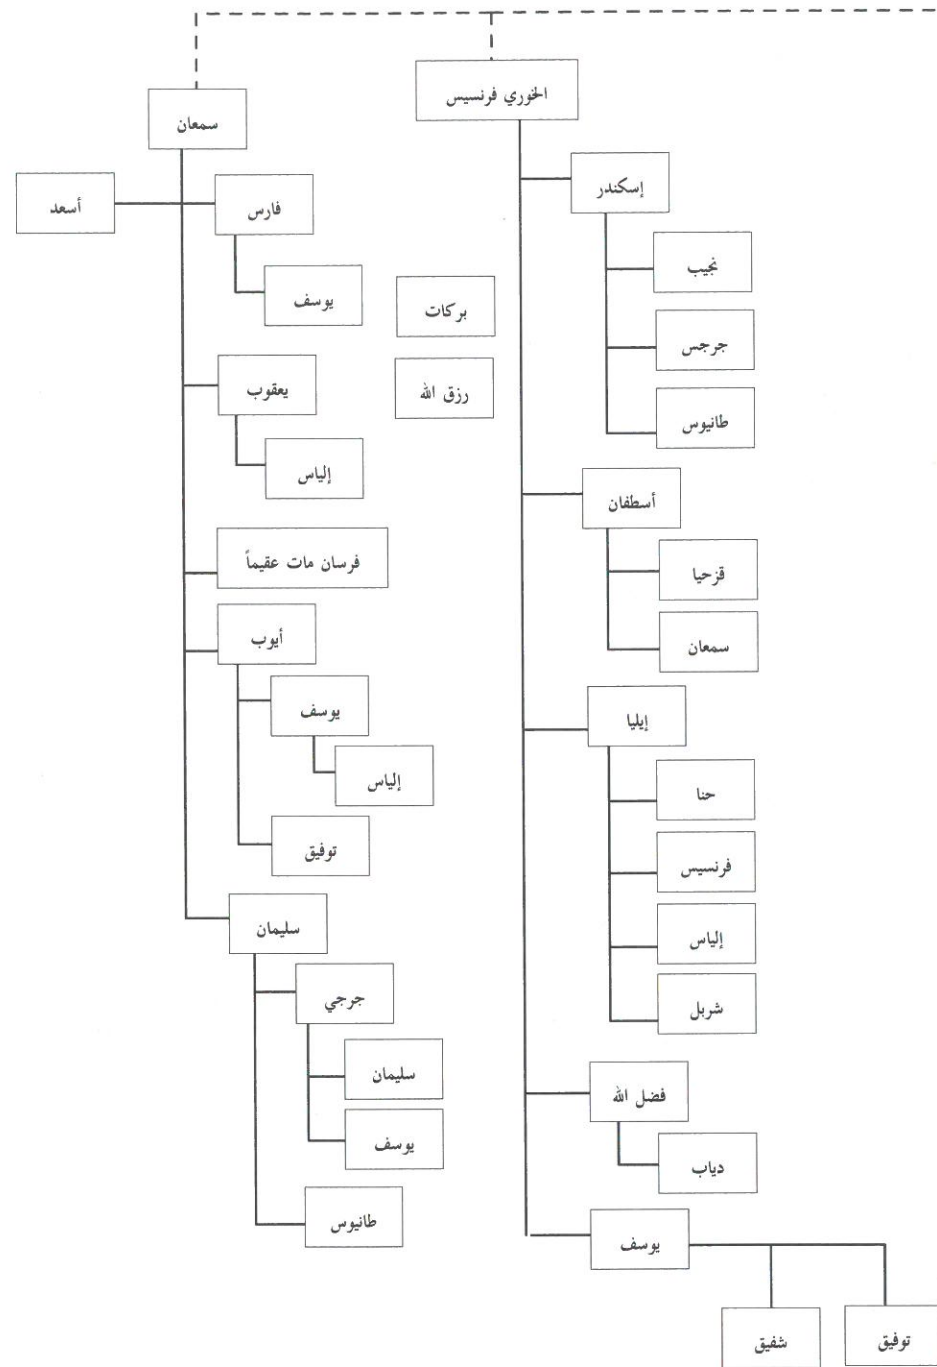 الخوري فرنسيس
إسكندر
نجيب
جرجس
طانيوس
أسطفان
قزحيا
سمعان
إيليا
حنا
فرنسيس
إلياس
شربل
فضل الله
دياب
يوسف
توفيق
شفيق
بركات
رزق الله
سمعان
فارس
أسعد
يوسف
يعقوب
إلياس
فرسان مات عقيماً
أيوب
يوسف
إلياس
توفيق
سليمان
جرجي
سليمان
يوسف
طانيوس